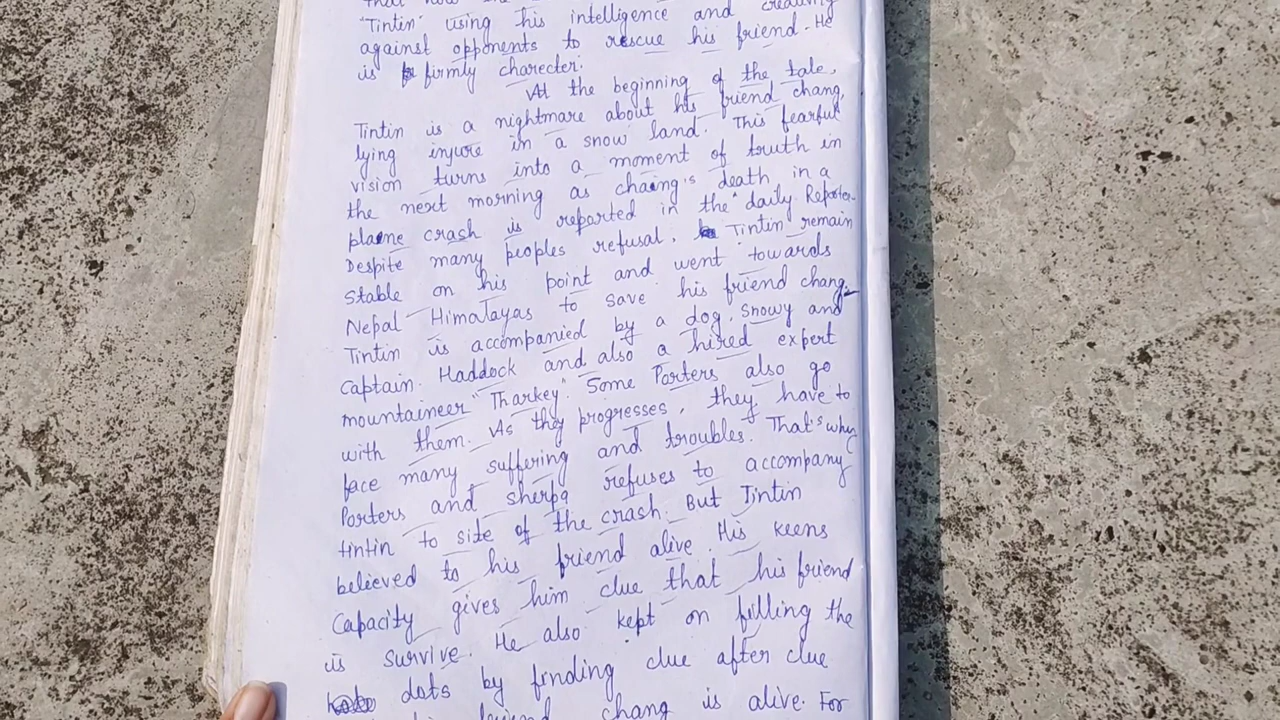 "Tintin" using his intelligence and
against opponents to rescue his friend. He
is firmly charecter.
At the beginning of the tale,
Tintin is a nightmare about his friend chang,
lying injure in a snow land. This fearful
vision turns into a moment of truth in
the next morning as chaing's death in a
plane crash is reported in the "daily Reporter.
Despite many peoples refusal, Tintin remain
stable on his point and went towards
Nepal Himalayas to save his friend chang.
Tintin is accompanied by a dog, snowy and
Captain. Haddock and also a hired expert
mountaineer "Tharkey". Some Porters also go
with them. As they progresses, they have to
face many suffering and troubles. That's why
Porters and sherpa refuses to accompany
tintin to site of the crash. But Tintin
believed to his friend alive. His keens
Capacity gives him clue that his friend
is survive. He also kept on filling the
dots by finding clue after clue
chang is alive. For